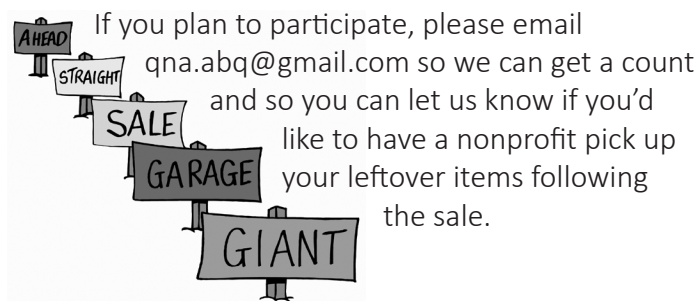 If you plan to participate, please email
qna.abq@gmail.com so we can get a count
and so you can let us know if you’d
like to have a nonprofit pick up
your leftover items following
the sale.
AHEAD
STRAIGHT
SALE
GARAGE
GIANT